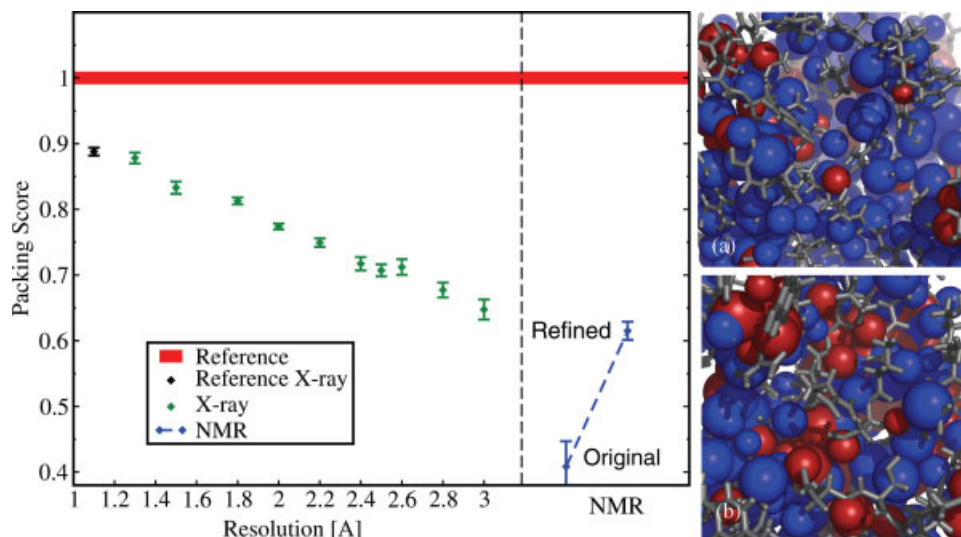 1
0.9
0.8
0.7
0.6
0.5
0.4
Packing Score
Reference
Reference X-ray
X-ray
NMR
Refined
Original
1 1.2 1.4 1.6 1.8 2 2.2 2.4 2.6 2.8 3
Resolution [A]
NMR
(a)
(b)